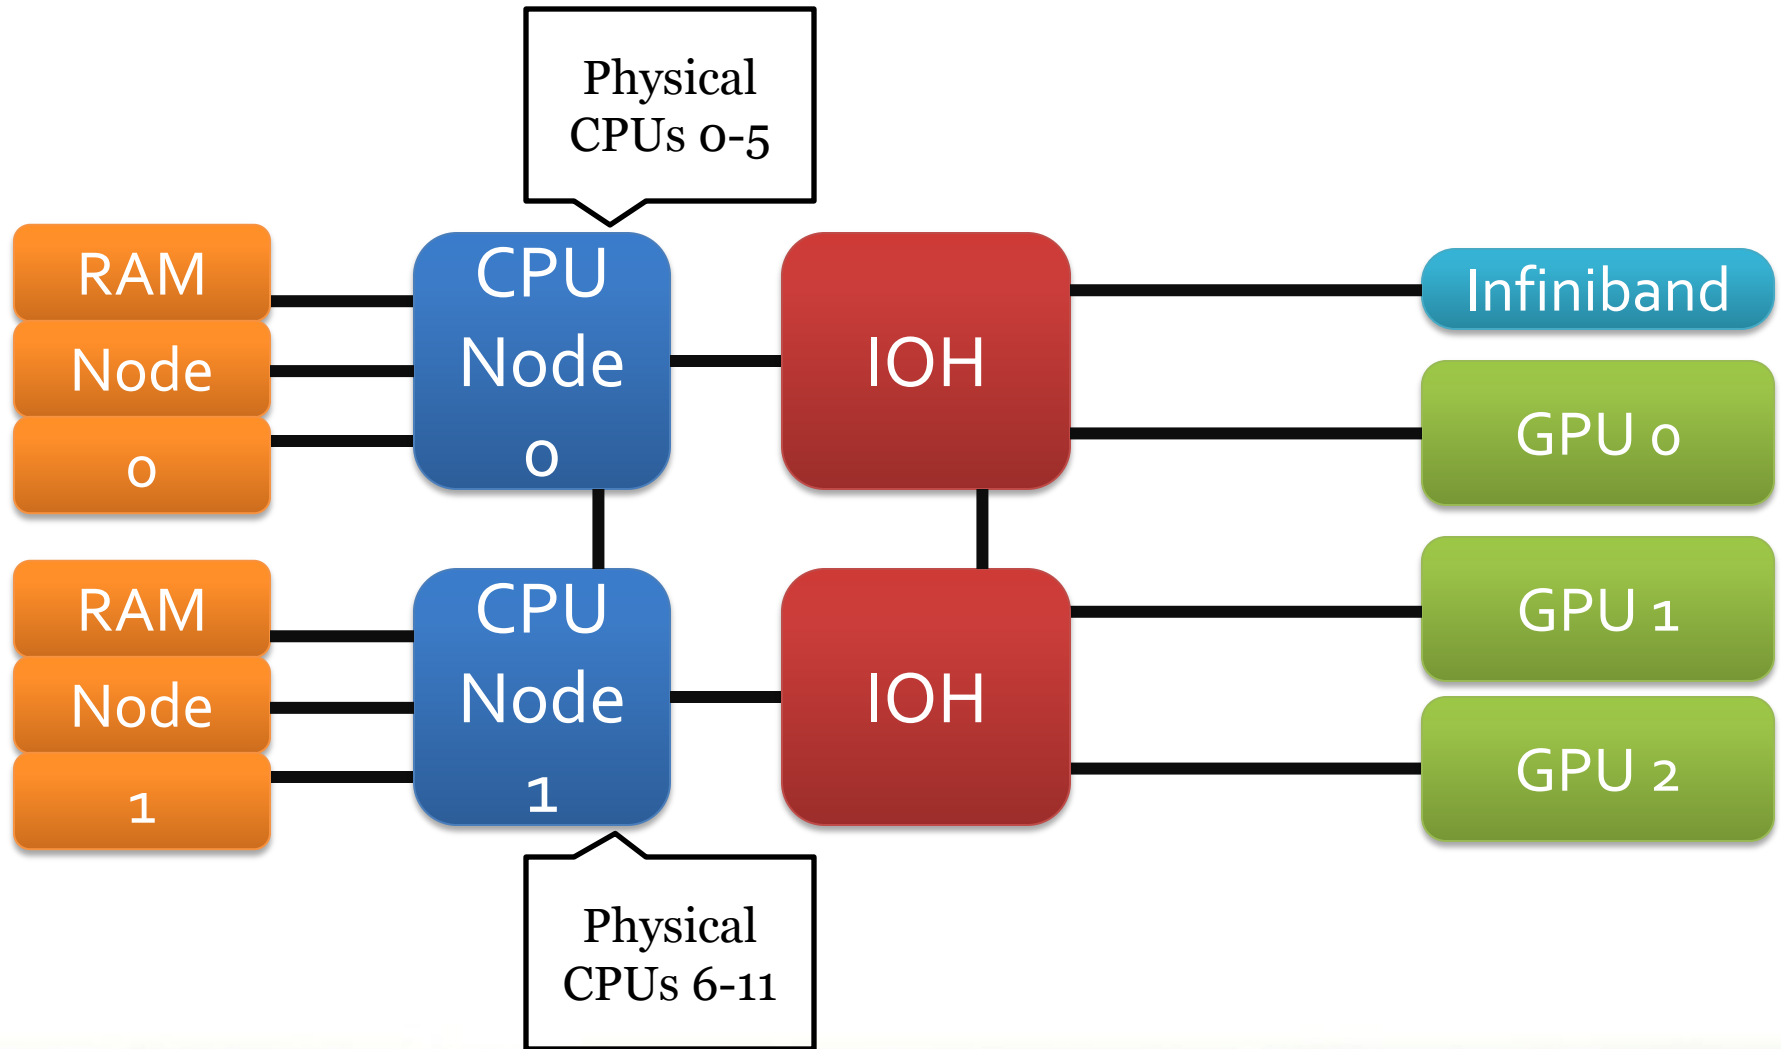 Physical
CPUs 0-5
RAM
Node
0
CPU
Node
0
IOH
Infiniband
GPU 0
RAM
Node
1
CPU
Node
1
IOH
GPU 1
GPU 2
Physical
CPUs 6-11